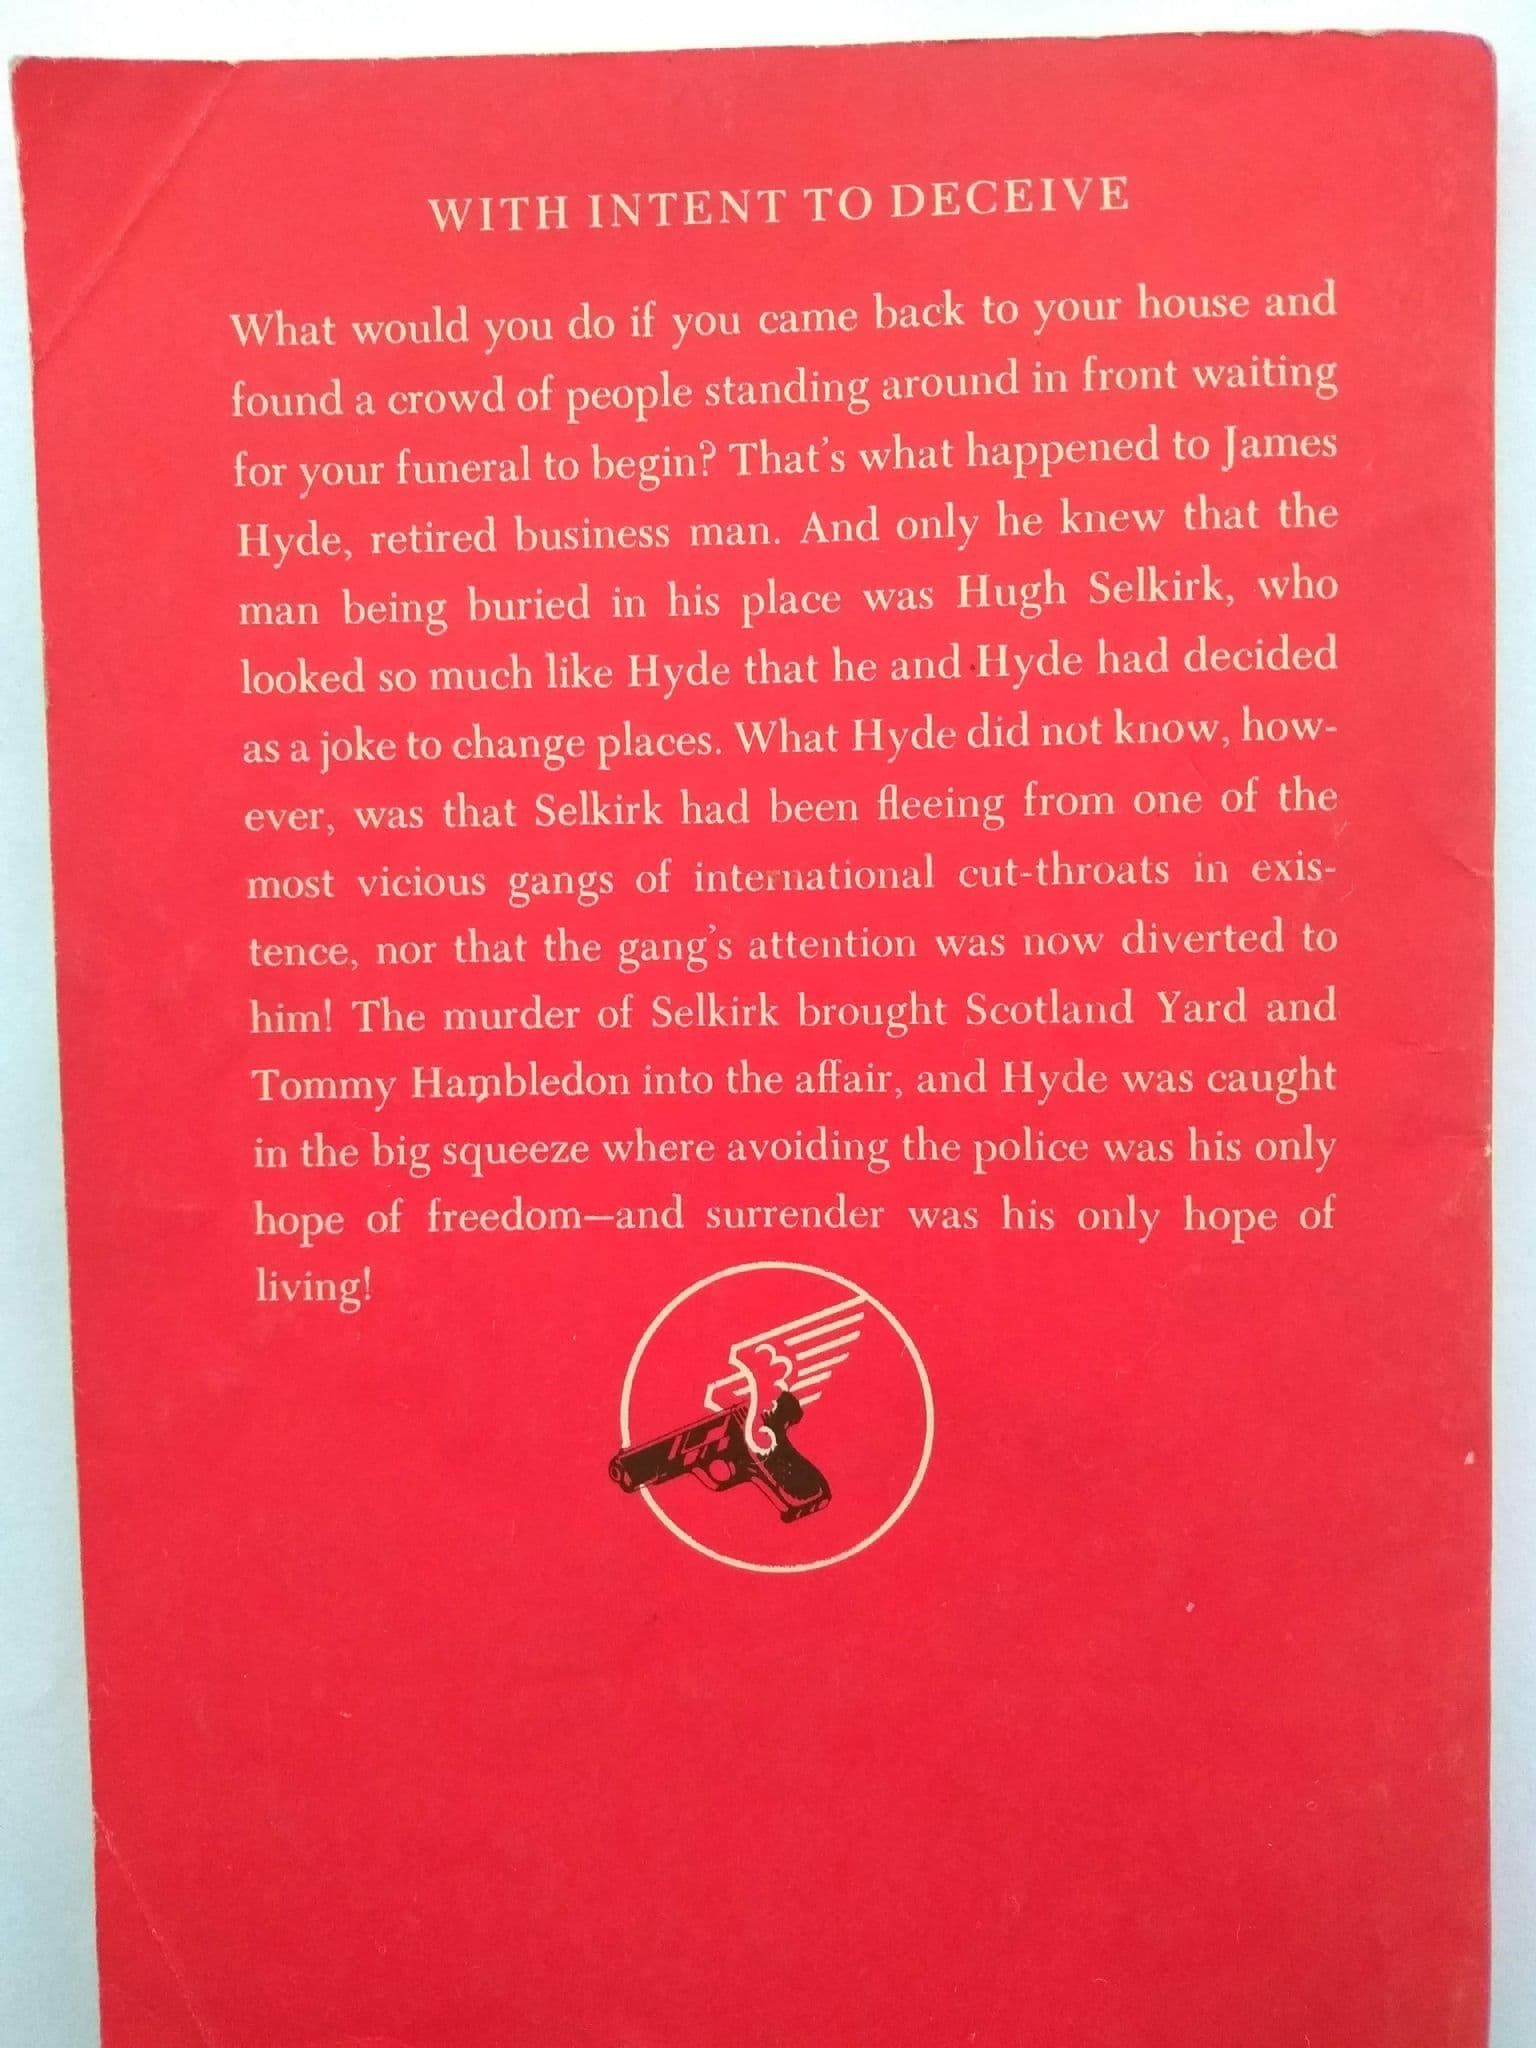 WITH INTENT TO DECEIVE
What would you do if you came back to your house and
found a crowd of people standing around in front waiting
for your funeral to begin? That's what happened to James
Hyde, retired business man. And only he knew that the
man being buried in his place was Hugh Selkirk, who
looked so much like Hyde that he and Hyde had decided
as a joke to change places. What Hyde did not know, how-
ever, was that Selkirk had been fleeing from one of the
most vicious gangs of international cut-throats in exis-
tence, nor that the gang's attention was now diverted to
him! The murder of Selkirk brought Scotland Yard and
Tommy Hambledon into the affair, and Hyde was caught
in the big squeeze where avoiding the police was his only
hope of freedom—and surrender was his only hope of
living!